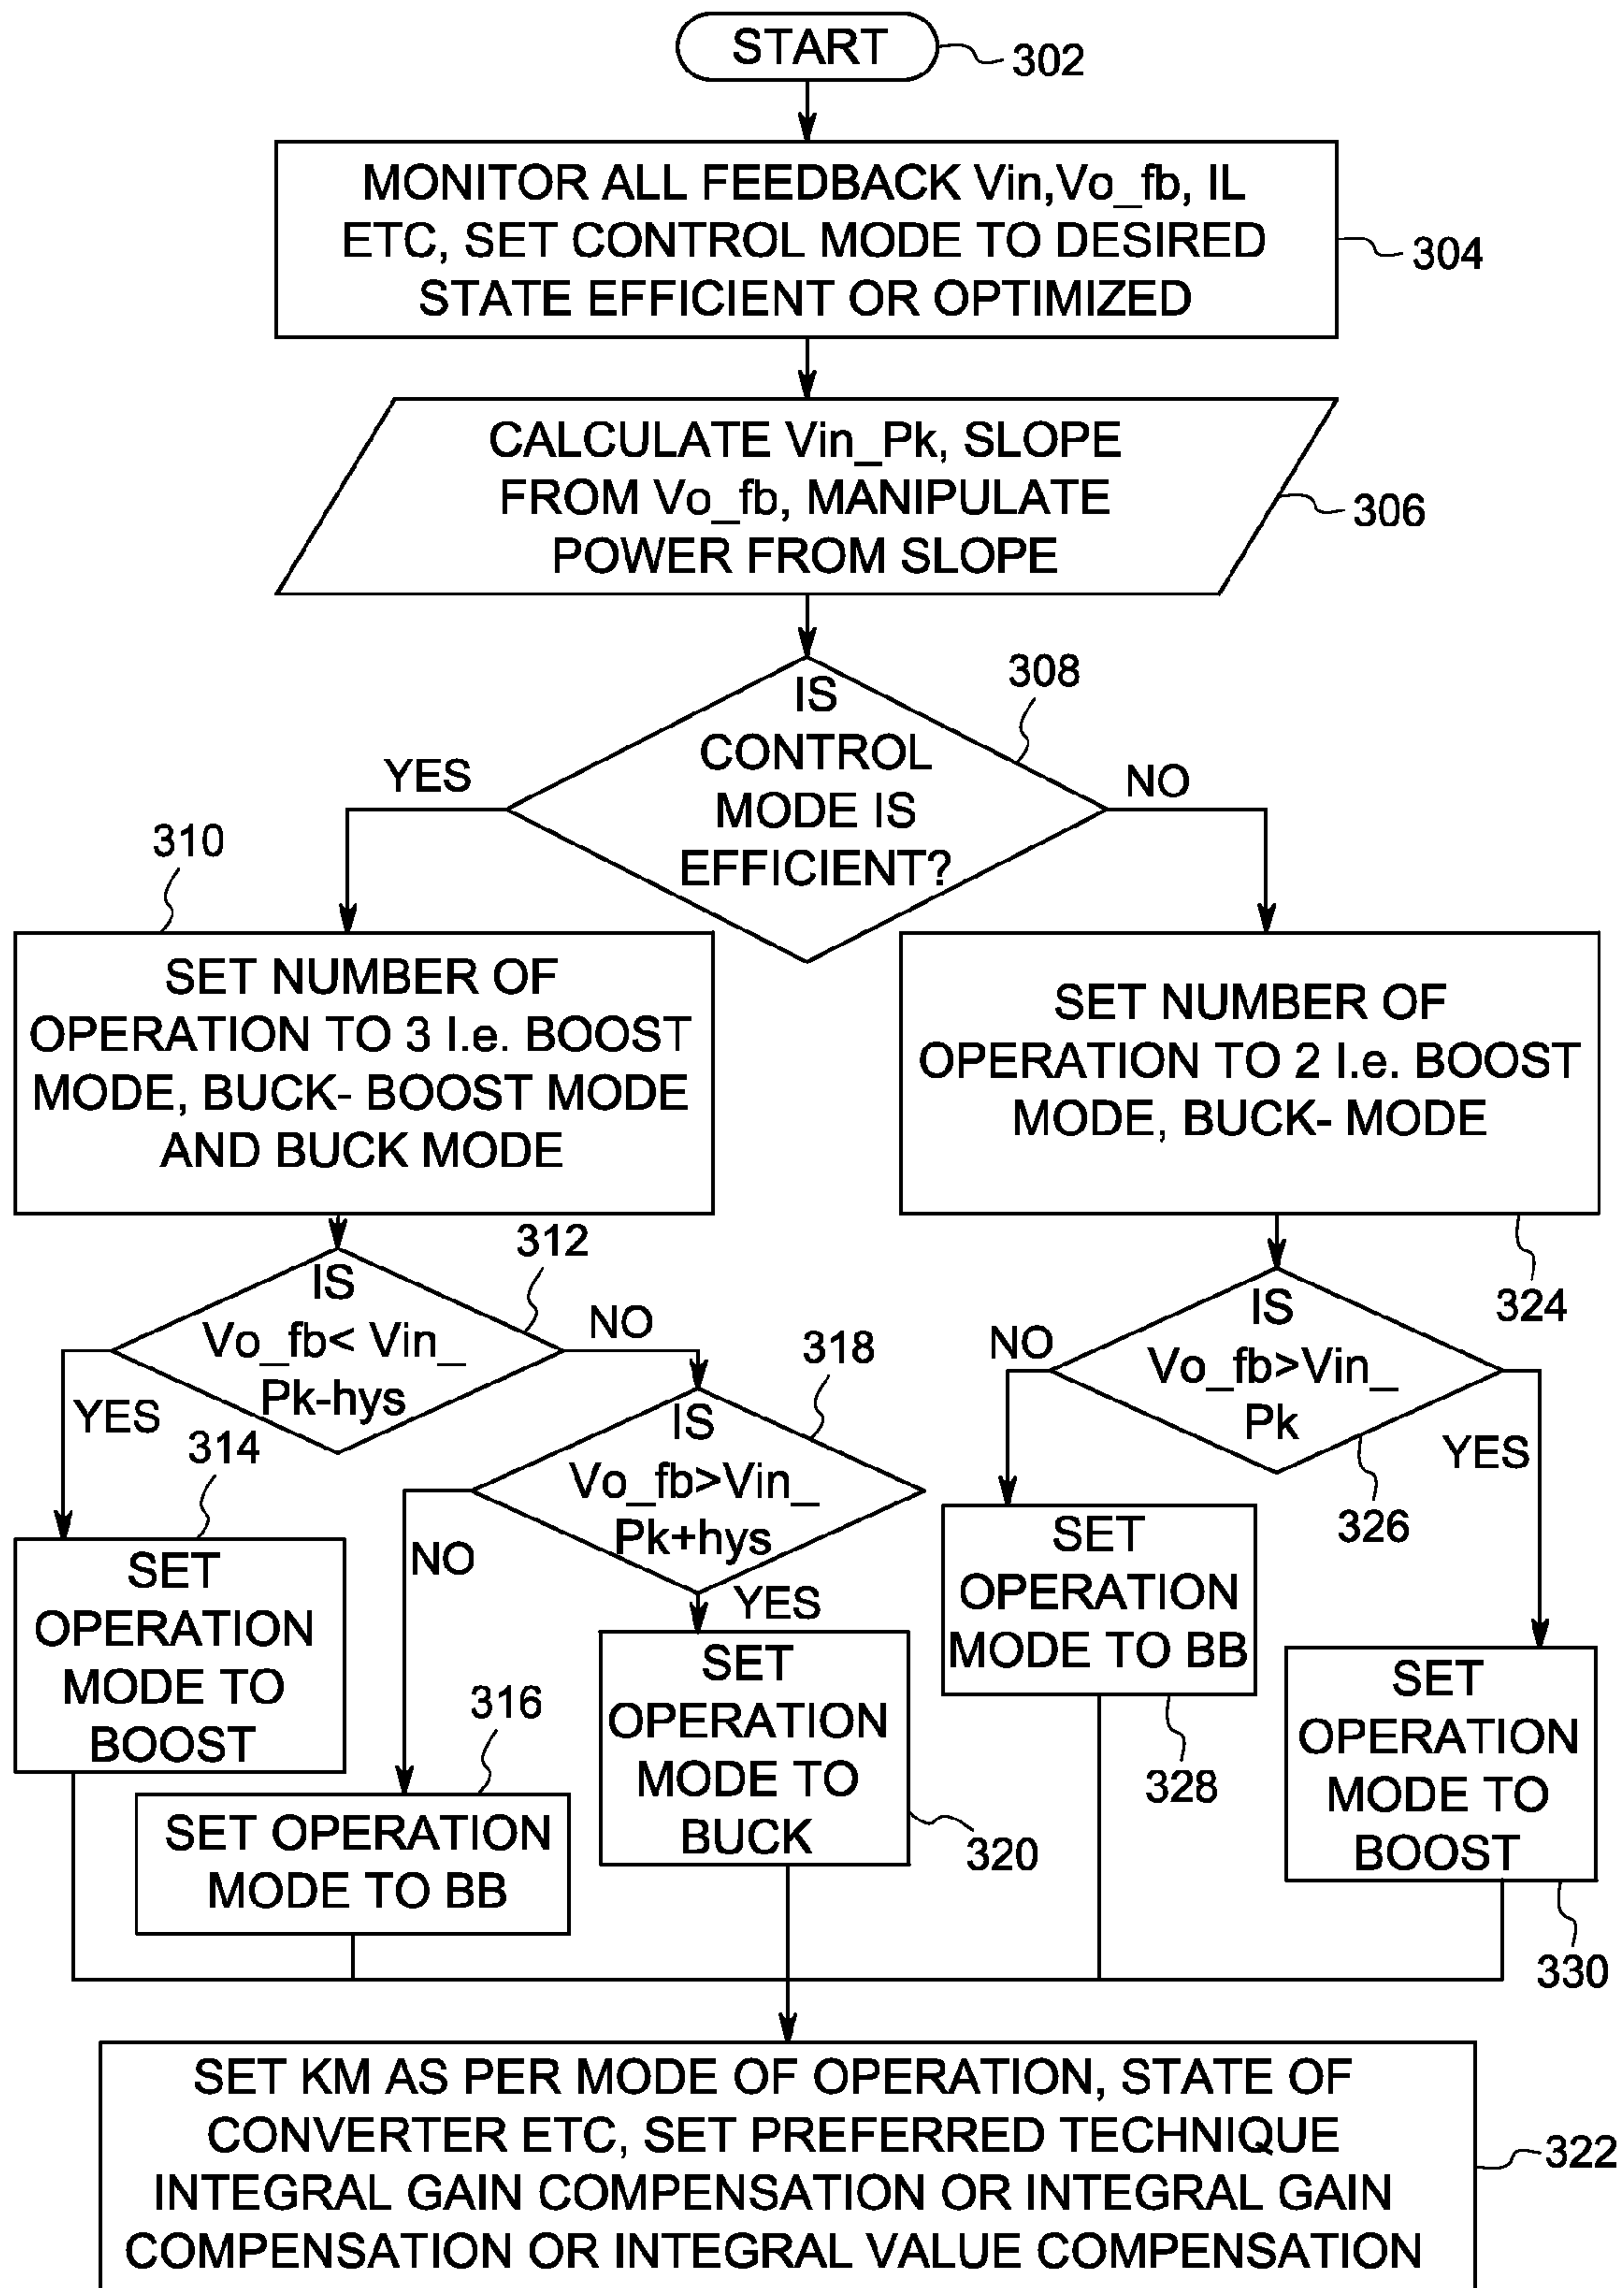 START
302
MONITOR ALL FEEDBACK Vin,Vo_fb, IL
ETC, SET CONTROL MODE TO DESIRED
STATE EFFICIENT OR OPTIMIZED
304
CALCULATE Vin_Pk, SLOPE
FROM Vo_fb, MANIPULATE
POWER FROM SLOPE
306
IS
CONTROL
MODE IS
EFFICIENT?
308
YES
NO
310
SET NUMBER OF
OPERATION TO 3 I.e. BOOST
MODE, BUCK- BOOST MODE
AND BUCK MODE
SET NUMBER OF
OPERATION TO 2 I.e. BOOST
MODE, BUCK- MODE
324
IS
Vo_fb< Vin_
Pk-hys
312
YES
NO
IS
Vo_fb>Vin_
Pk+hys
318
NO
YES
IS
Vo_fb>Vin_
Pk
326
NO
YES
314
SET
OPERATION
MODE TO
BOOST
316
SET OPERATION
MODE TO BB
SET
OPERATION
MODE TO
BUCK
320
SET
OPERATION
MODE TO BB
328
SET
OPERATION
MODE TO
BOOST
330
SET KM AS PER MODE OF OPERATION, STATE OF
CONVERTER ETC, SET PREFERRED TECHNIQUE
INTEGRAL GAIN COMPENSATION OR INTEGRAL GAIN
COMPENSATION OR INTEGRAL VALUE COMPENSATION
322